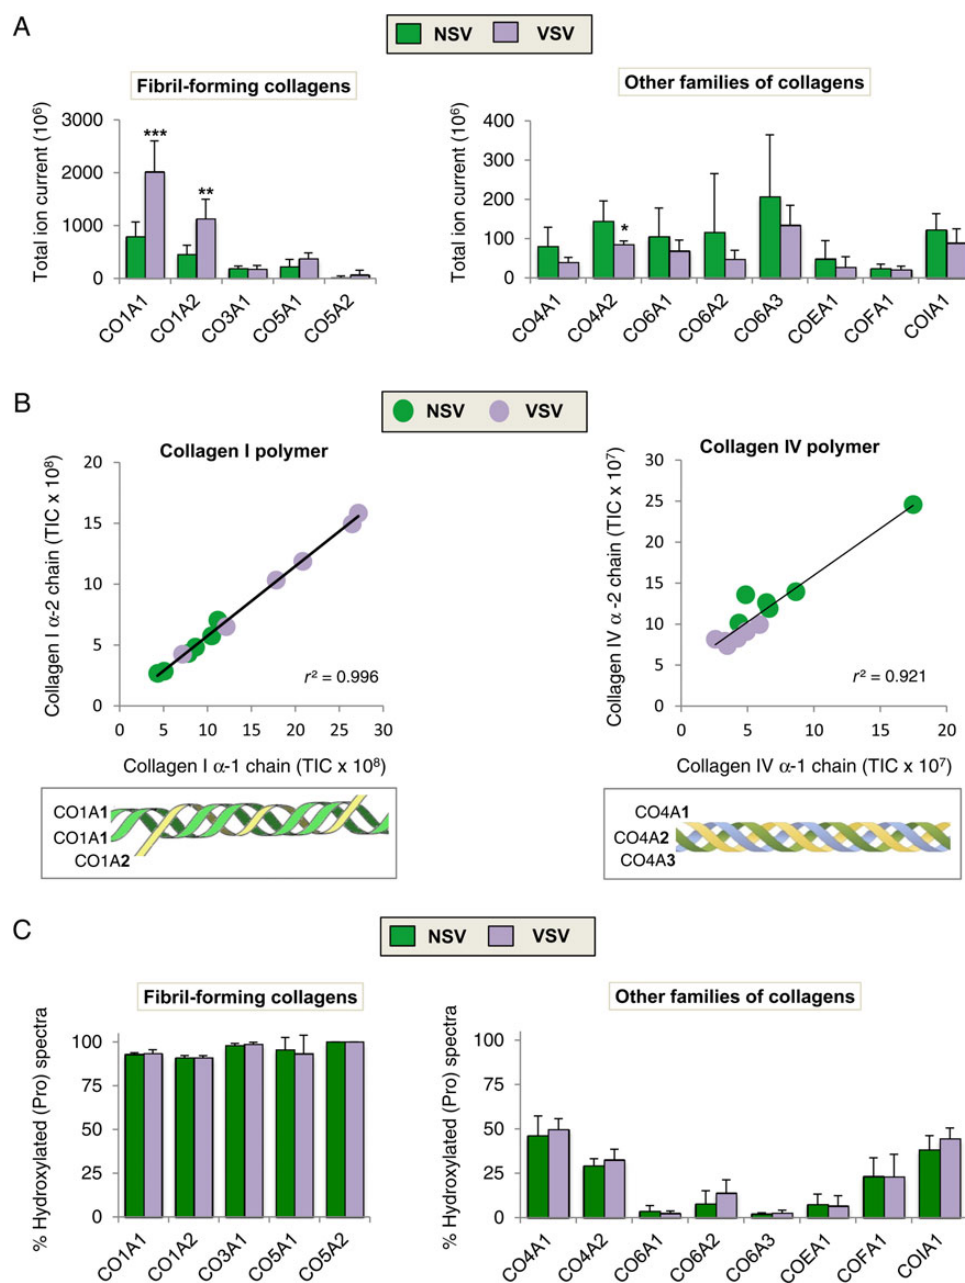 A
NSV VSV
Fibril-forming collagens
Other families of collagens
Total ion current (10⁶)
3000
2000
1000
0
***
**
CO1A1 CO1A2 CO3A1 CO5A1 CO5A2
Total ion current (10⁶)
400
300
200
100
0
*
CO4A1 CO4A2 CO6A1 CO6A2 CO6A3 COEA1 COFA1 COIA1
B
NSV VSV
Collagen I polymer
Collagen I α-2 chain (TIC x 10⁸)
20
15
10
5
0
r² = 0.996
0 5 10 15 20 25 30
Collagen I α-1 chain (TIC x 10⁸)
CO1A1
CO1A1
CO1A2
Collagen IV polymer
Collagen IV α -2 chain (TIC x 10⁷)
30
25
20
15
10
5
0
r² = 0.921
0 5 10 15 20
Collagen IV α-1 chain (TIC x 10⁷)
CO4A1
CO4A2
CO4A3
C
NSV VSV
Fibril-forming collagens
% Hydroxylated (Pro) spectra
100
75
50
25
0
CO1A1 CO1A2 CO3A1 CO5A1 CO5A2
Other families of collagens
% Hydroxylated (Pro) spectra
100
75
50
25
0
CO4A1 CO4A2 CO6A1 CO6A2 CO6A3 COEA1 COFA1 COIA1